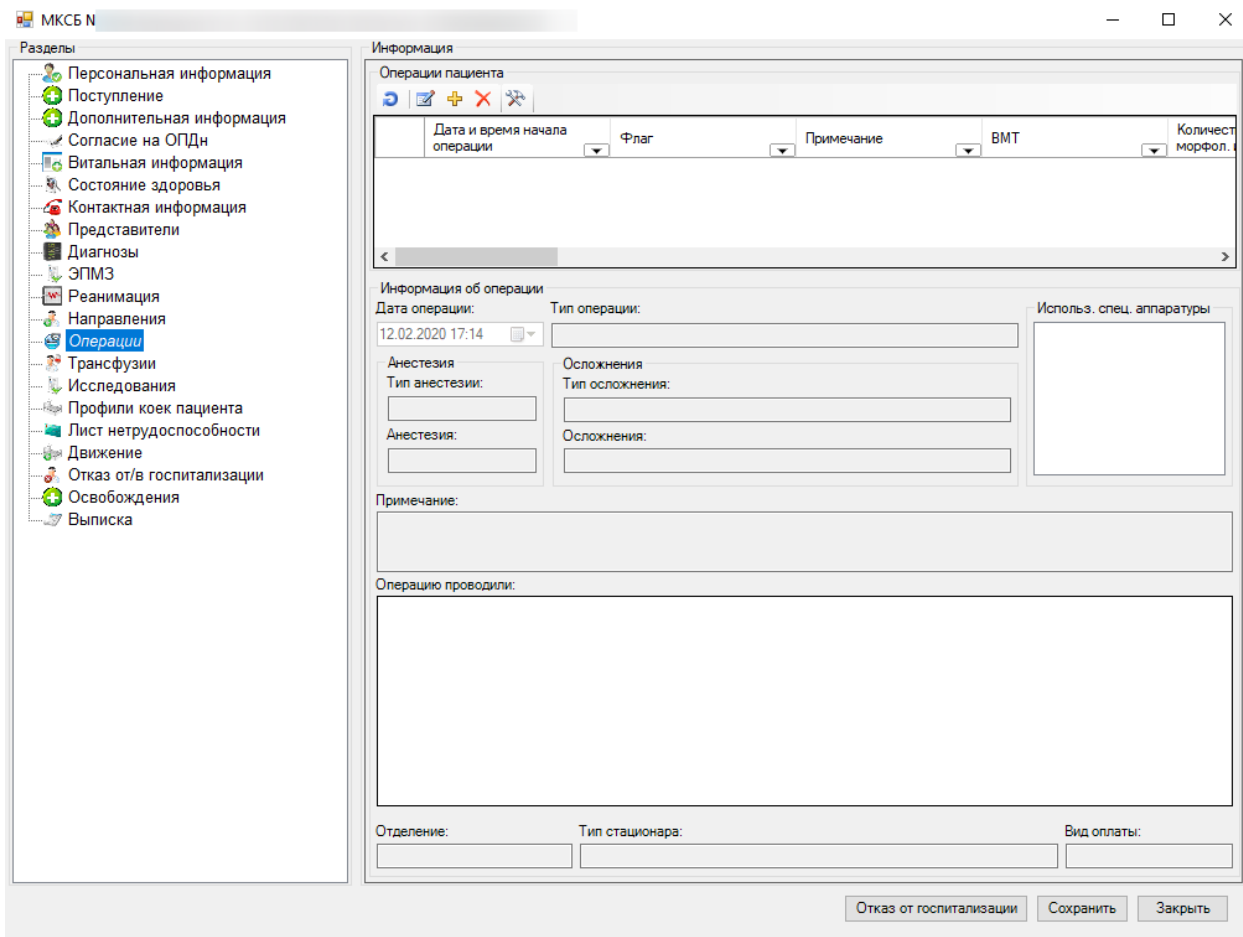 МКСБ N
Разделы
Персональная информация
Поступление
Дополнительная информация
Согласие на ОПДн
Витальная информация
Состояние здоровья
Контактная информация
Представители
Диагнозы
ЭПМЗ
Реанимация
Направления
Операции
Трансфузии
Исследования
Профили коек пациента
Лист нетрудоспособности
Движение
Отказ от/в госпитализации
Освобождения
Выписка
Информация
Операции пациента
Дата и время начала
операции
Флаг
Примечание
ВМТ
Количест
морфол.
Информация об операции
Дата операции:
Тип операции:
Использ. спец. аппаратуры
12.02.2020 17:14
Анестезия
Осложнения
Тип анестезии:
Тип осложнения:
Анестезия:
Осложнения:
Примечание:
Операцию проводили:
Отделение:
Тип стационара:
Вид оплаты:
Отказ от госпитализации
Сохранить
Закрыть